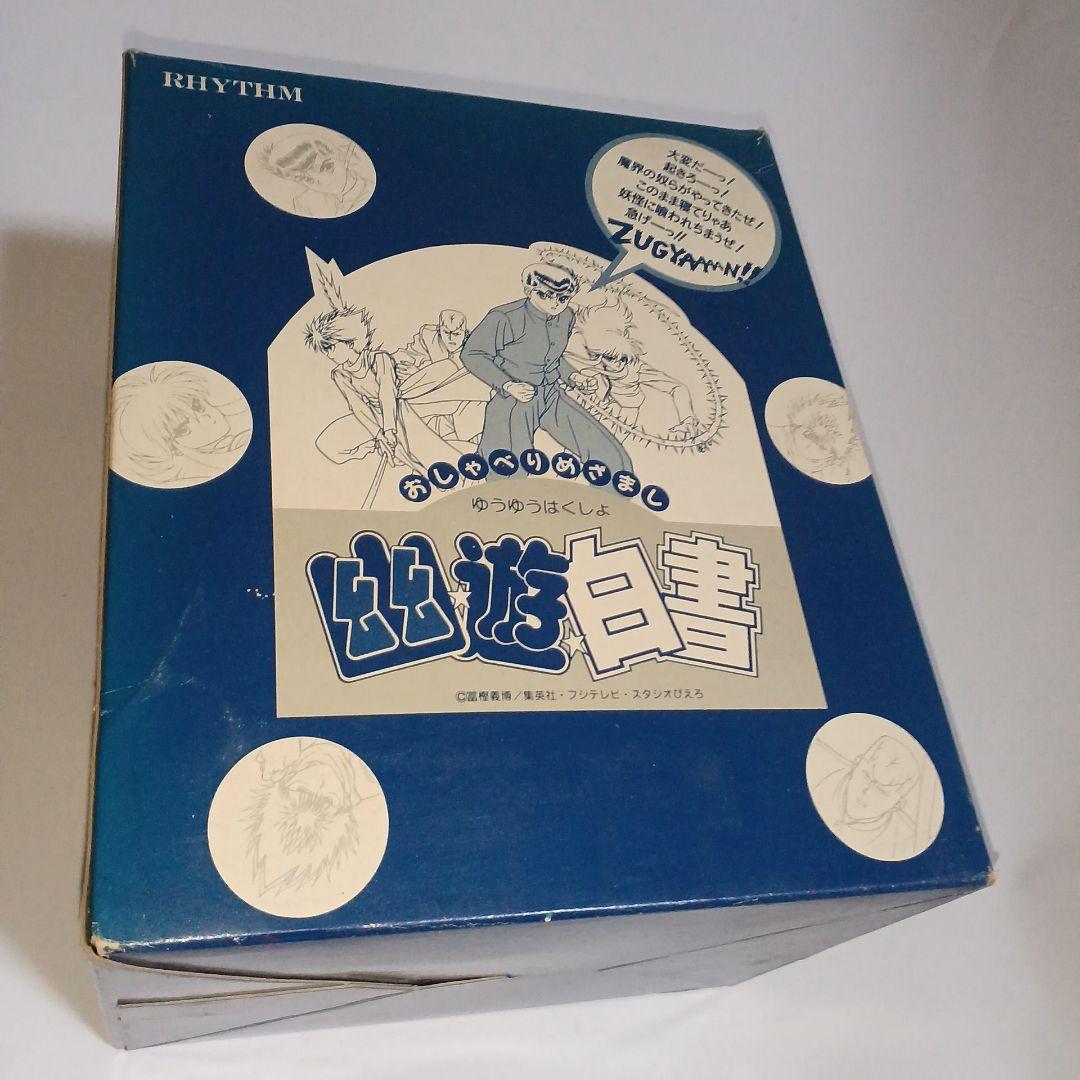 RHYTHM
大変だーっ!
起きろーっ!
魔界の奴らがやってきたぜ!
このまま寝てりゃあ
妖怪に喰われちまうぜ!
急げーっ!!
ZUGYAAAAN!!
おしゃべりめざまし
ゆうゆうはくしょ
幽★遊★白書
©冨樫義博/集英社・フジテレビ・スタジオぴえろ